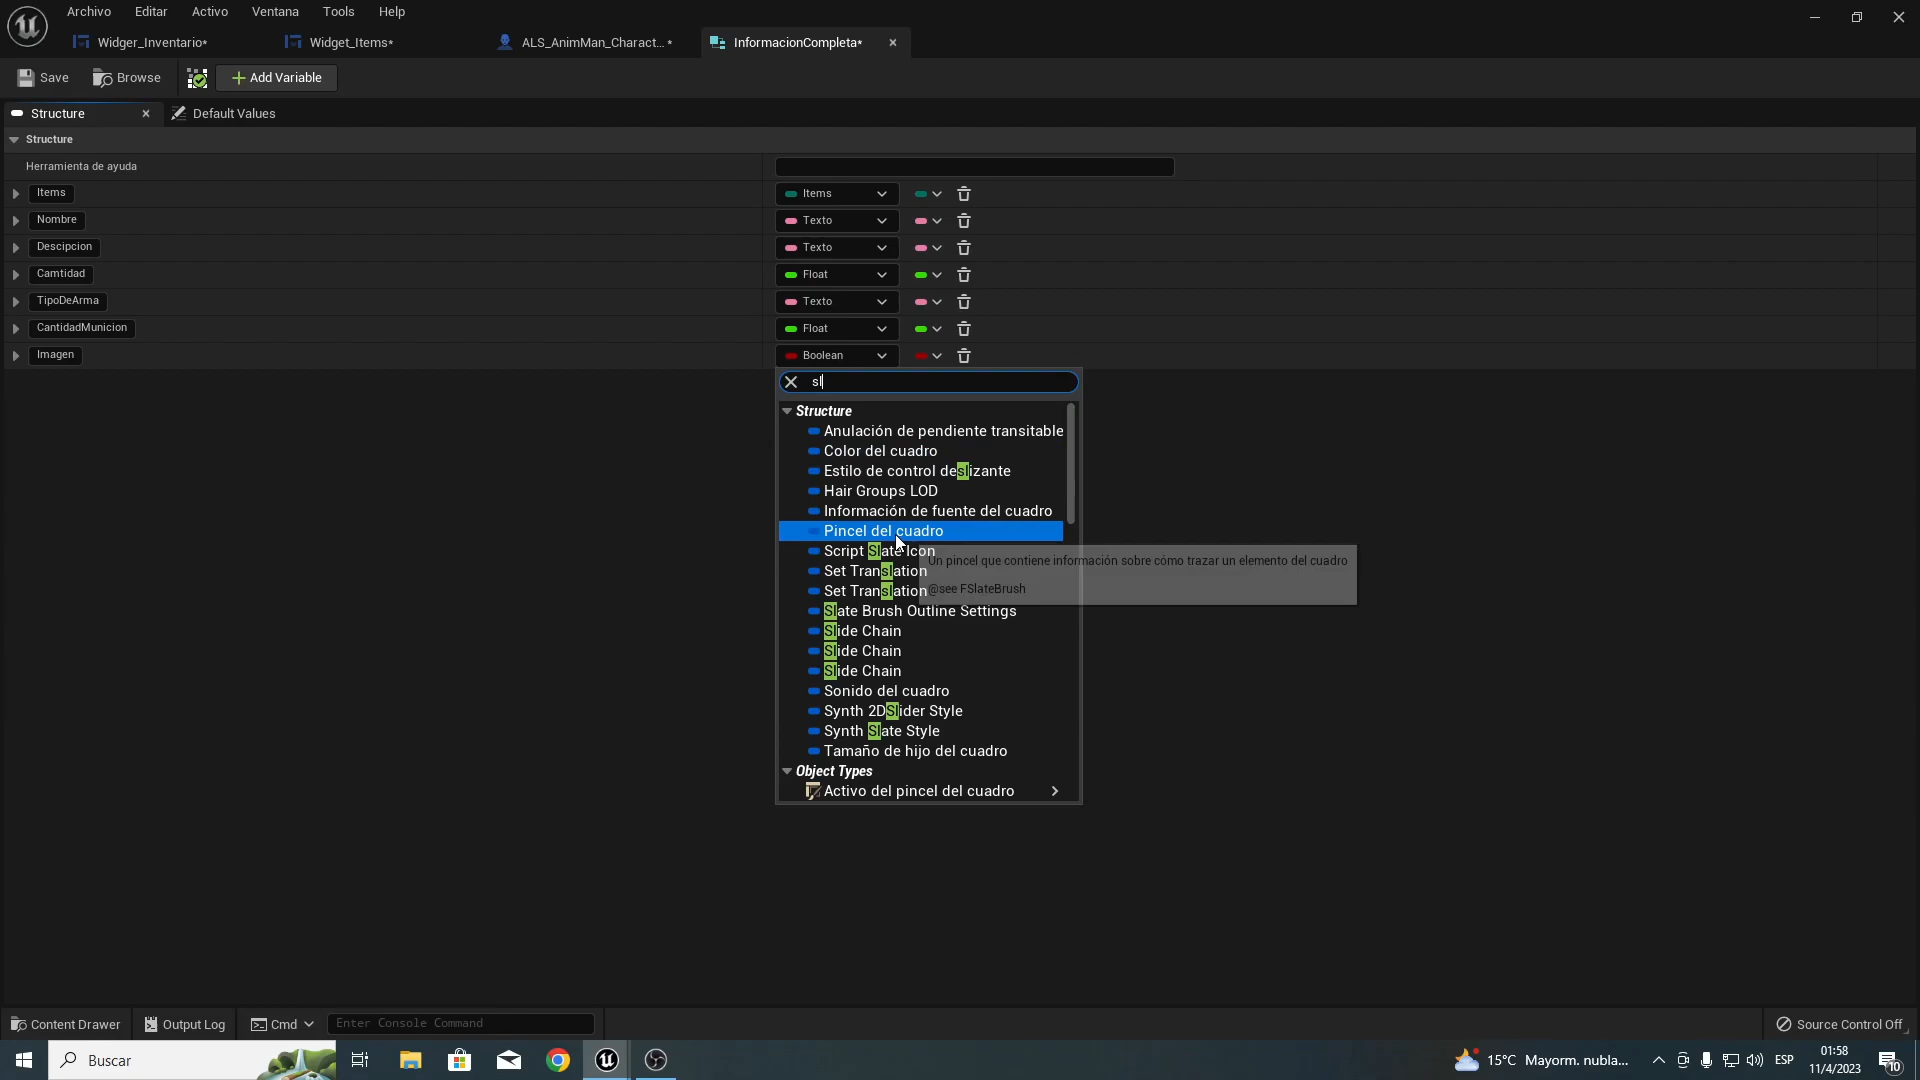 Archivo Editar Activo Ventana Tools Help
Widger_Inventario* Widget_Items* ALS_AnimMan_Charact... * InformacionCompleta*
Save Browse Add Variable
Structure Default Values
Structure
Herramienta de ayuda
Items Items
Nombre Texto
Descipcion Texto
Camtidad Float
TipoDeArma Texto
CantidadMunicion Float
Imagen Boolean
sl
Structure
Anulación de pendiente transitable
Color del cuadro
Estilo de control deslizante
Hair Groups LOD
Información de fuente del cuadro
Pincel del cuadro
Script Slate Icon
Un pincel que contiene información sobre cómo trazar un elemento del cuadro
Set Translation
Set Translation
@see FSlateBrush
Slate Brush Outline Settings
Slide Chain
Slide Chain
Slide Chain
Sonido del cuadro
Synth 2DSlider Style
Synth Slate Style
Tamaño de hijo del cuadro
Object Types
Activo del pincel del cuadro
Content Drawer Output Log Cmd Enter Console Command Source Control Off
Buscar 15°C Mayorm. nubla... ESP 01:58
11/4/2023 10